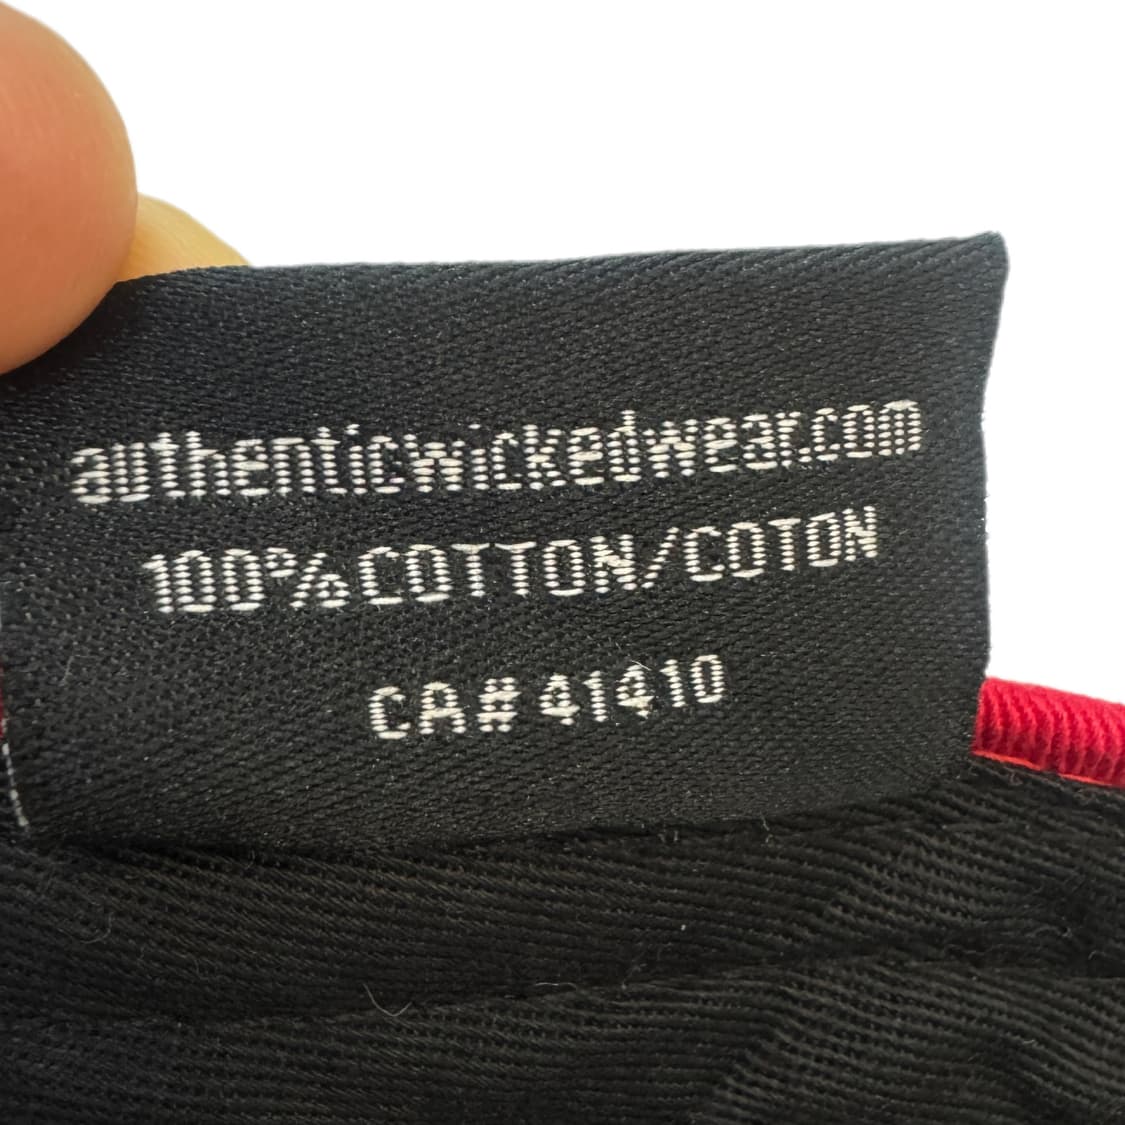 authenticwickedwear.com
100% COTTON/COTON
CA# 41410